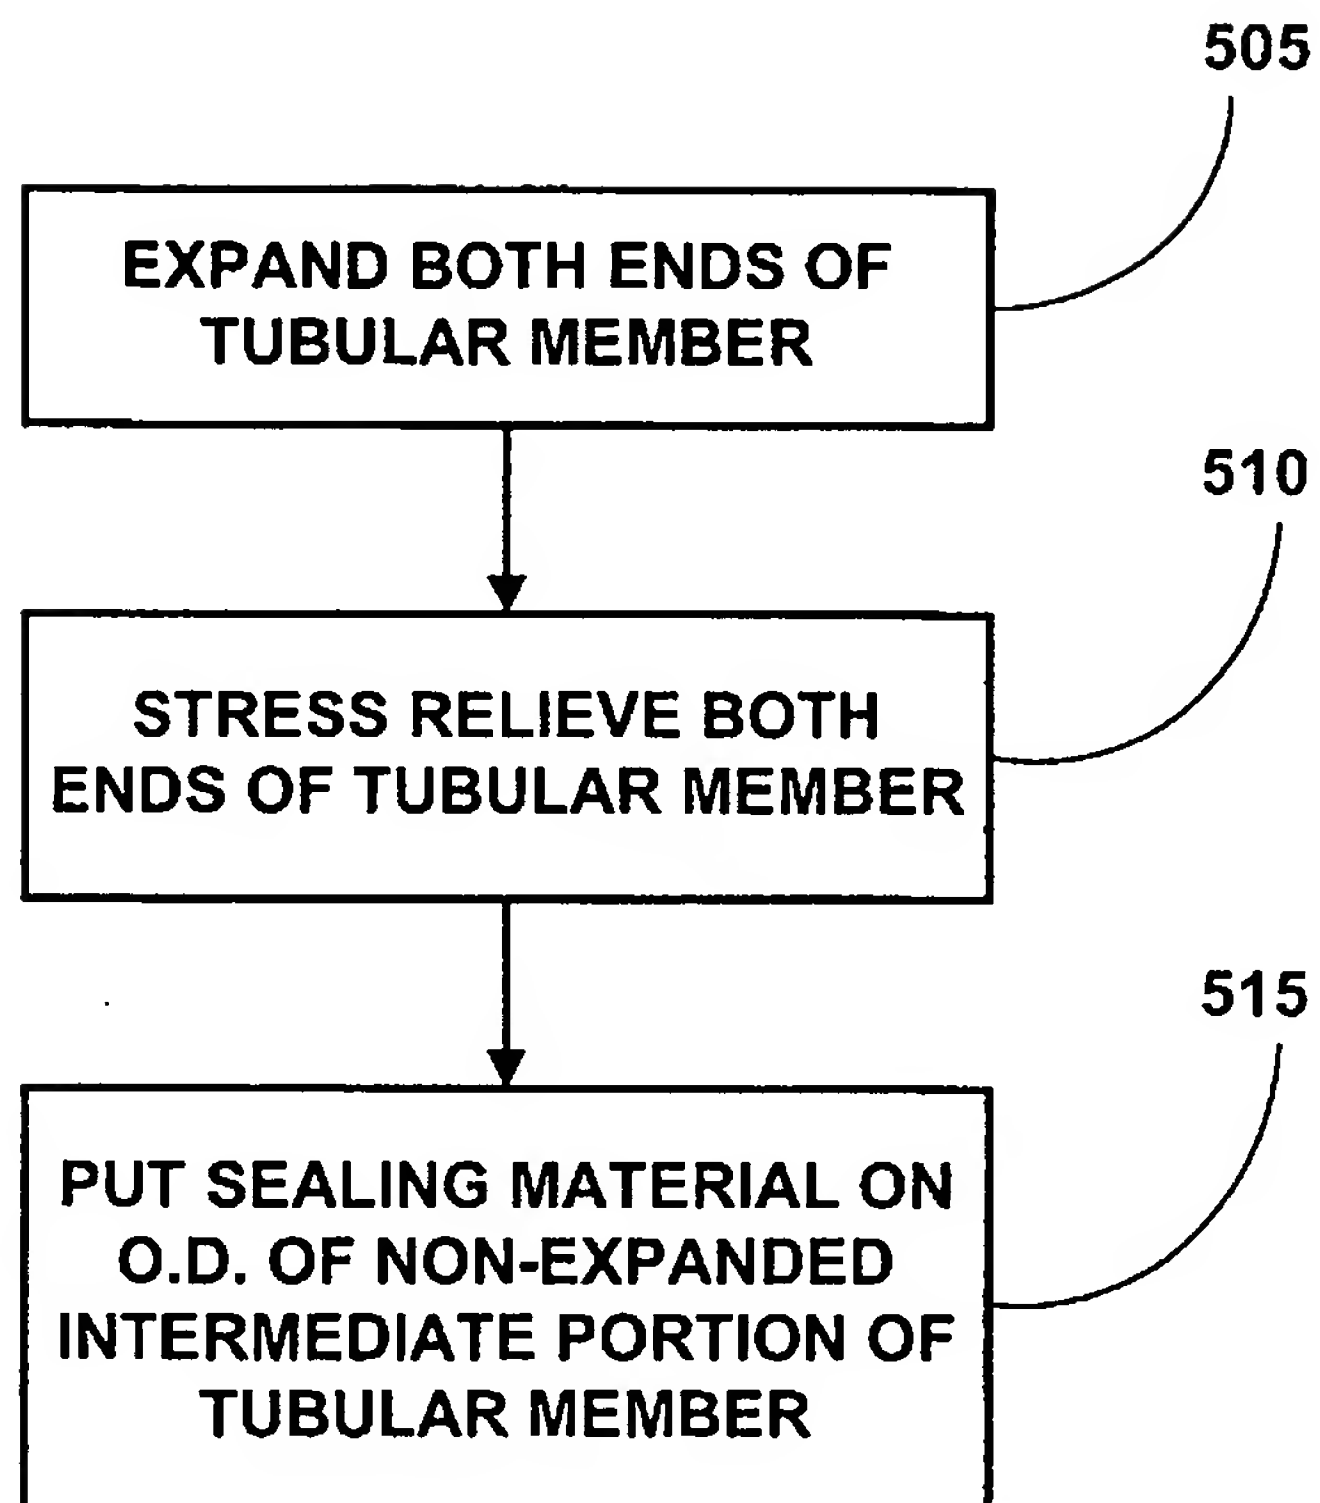 505
EXPAND BOTH ENDS OF
TUBULAR MEMBER
510
STRESS RELIEVE BOTH
ENDS OF TUBULAR MEMBER
515
PUT SEALING MATERIAL ON
O.D. OF NON-EXPANDED
INTERMEDIATE PORTION OF
TUBULAR MEMBER